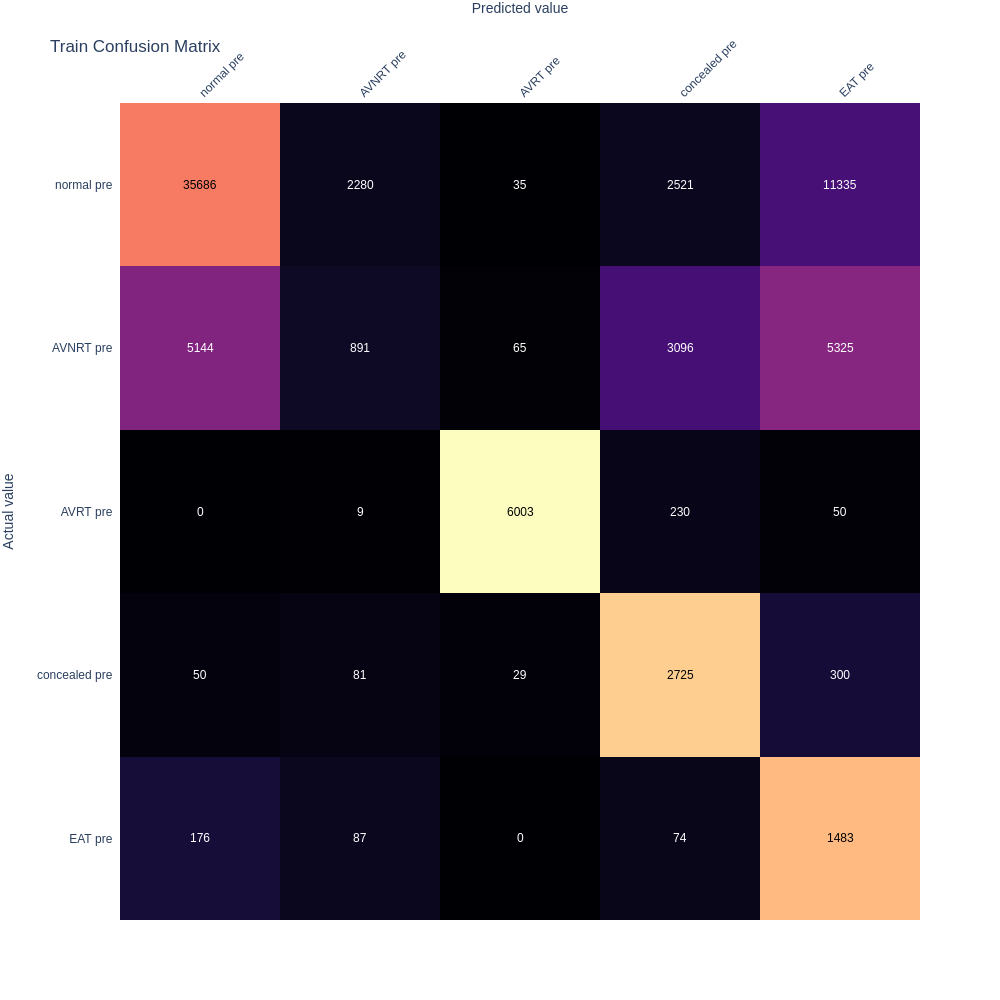 Predicted value
Train Confusion Matrix
normal pre
AVNRT pre
AVRT pre
concealed pre
EAT pre
normal pre
35686
2280
35
2521
11335
AVNRT pre
5144
891
65
3096
5325
Actual value
AVRT pre
0
9
6003
230
50
concealed pre
50
81
29
2725
300
EAT pre
176
87
0
74
1483